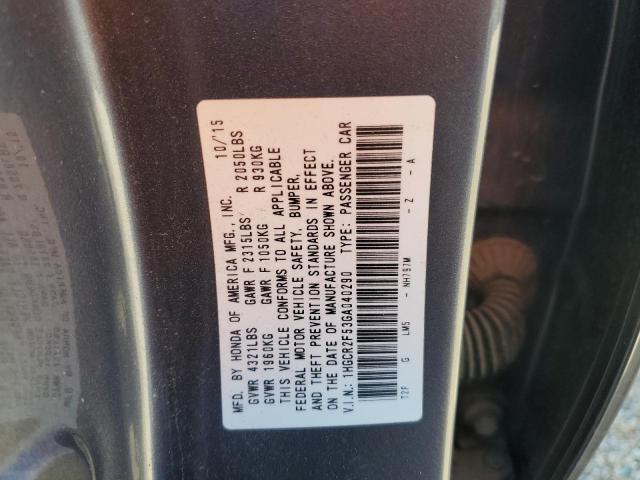 MFD. BY HONDA OF AMERICA MFG., INC. 10/'15
GVWR 4321LBS GAWR F 2315LBS R 2050LBS
GVWR 1960KG GAWR F 1050KG R 930KG
THIS VEHICLE CONFORMS TO ALL APPLICABLE
FEDERAL MOTOR VEHICLE SAFETY, BUMPER,
AND THEFT PREVENTION STANDARDS IN EFFECT
ON THE DATE OF MANUFACTURE SHOWN ABOVE.
V.I.N.: 1HGCR2F53GA040290 TYPE: PASSENGER CAR
T2F G LM5 - NH797M - Z - A